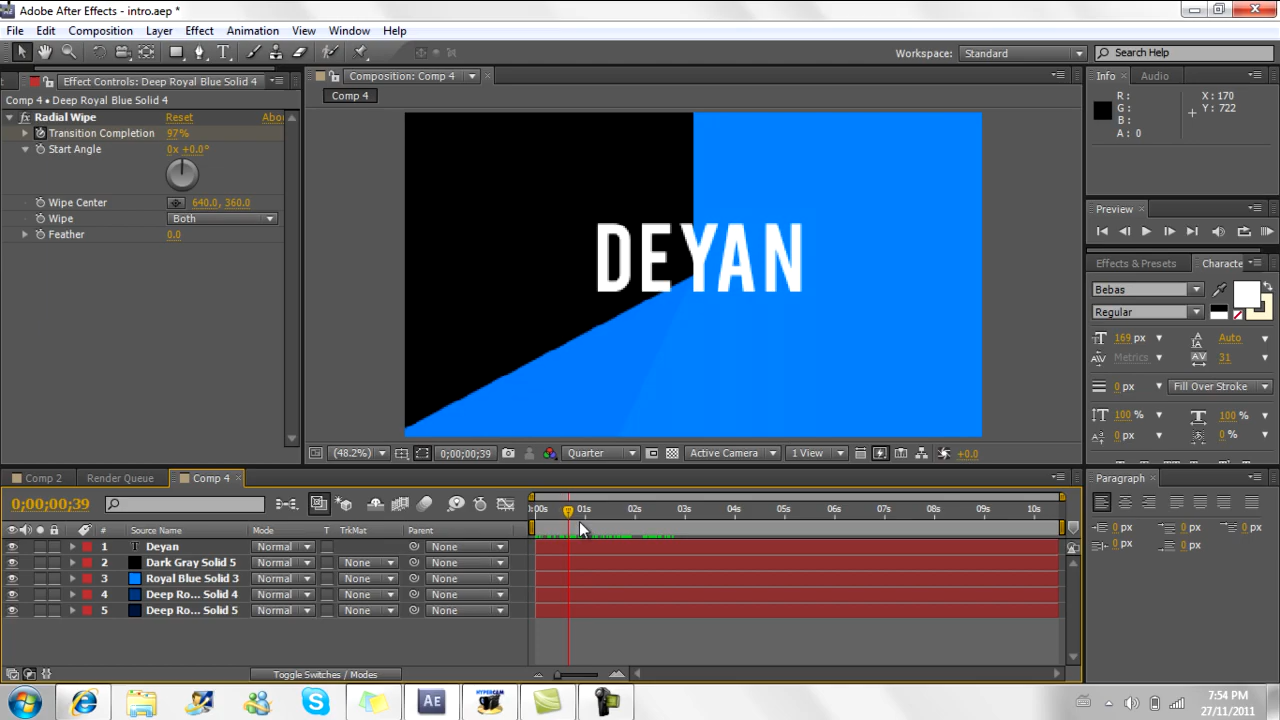 Adobe After Effects - intro.aep *
File Edit Composition Layer Effect Animation View Window Help
Workspace: Standard Search Help
Effect Controls: Deep Royal Blue Solid 4
Comp 4 • Deep Royal Blue Solid 4
fx Radial Wipe Reset Abou
Transition Completion 97%
Start Angle 0x +0.0°
Wipe Center 640.0, 360.0
Wipe Both
Feather 0.0
Composition: Comp 4
Comp 4
DEYAN
(48.2%) 0;00;00;39 Quarter Active Camera 1 View +0.0
Info Audio
R: X: 170
G: Y: 722
B:
A: 0
Preview
Effects & Presets Characte
Bebas
Regular
169 px Auto
Metrics 31
0 px Fill Over Stroke
100 % 100 %
0 px 0 %
Paragraph
0 px 0 px 0 px
0 px 0 px
Comp 2 Render Queue Comp 4
0;00;00;39
:00s 01s 02s 03s 04s 05s 06s 07s 08s 09s 10s
# Source Name Mode T TrkMat Parent
1 T Deyan Normal None
2 Dark Gray Solid 5 Normal None None
3 Royal Blue Solid 3 Normal None None
4 Deep Ro... Solid 4 Normal None None
5 Deep Ro... Solid 5 Normal None None
Toggle Switches / Modes
Ae HYPERCAM
7:54 PM
27/11/2011